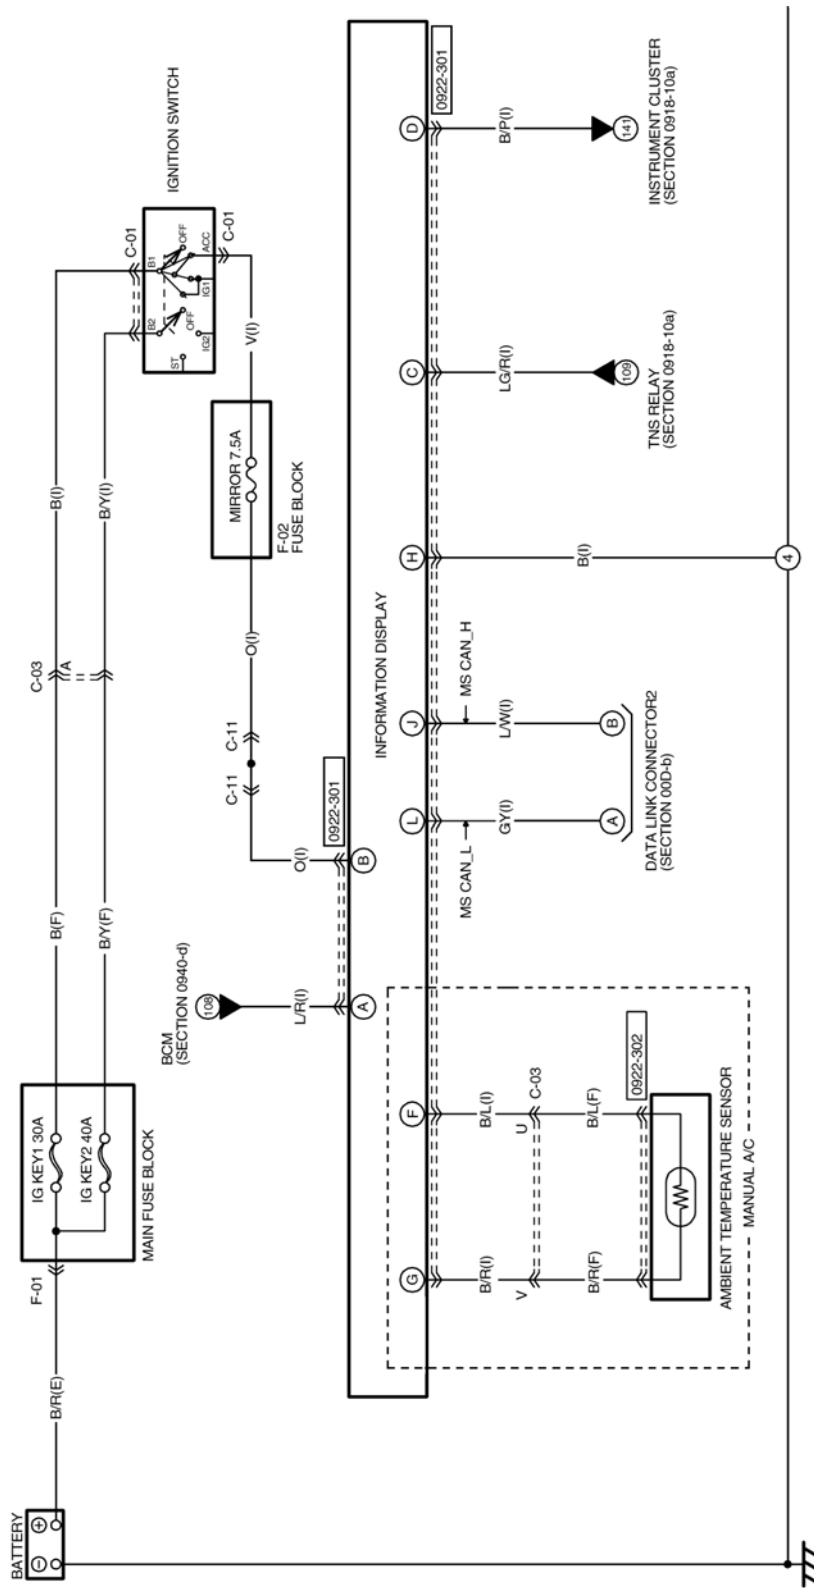 BATTERY
−
+
B/R(E)
F-01
IG KEY1 30A
IG KEY2 40A
MAIN FUSE BLOCK
B(F)
B/Y(F)
C-03
A
B(I)
B/Y(I)
C-01
IGNITION SWITCH
B2
B1
ST
OFF
OFF
IG2
IG1
ACC
C-01
V(I)
MIRROR 7.5A
F-02
FUSE BLOCK
O(I)
C-11
C-11
O(I)
0922-301
B
BCM
(SECTION 0940-d)
108
L/R(I)
A
INFORMATION DISPLAY
G
F
L
J
H
C
D
0922-301
B/R(I)
B/L(I)
V
U
C-03
B/R(F)
B/L(F)
0922-302
AMBIENT TEMPERATURE SENSOR
MANUAL A/C
MS CAN_L
MS CAN_H
GY(I)
L/W(I)
A
B
DATA LINK CONNECTOR2
(SECTION 00D-b)
B(I)
4
LG/R(I)
109
TNS RELAY
(SECTION 0918-10a)
B/P(I)
141
INSTRUMENT CLUSTER
(SECTION 0918-10a)